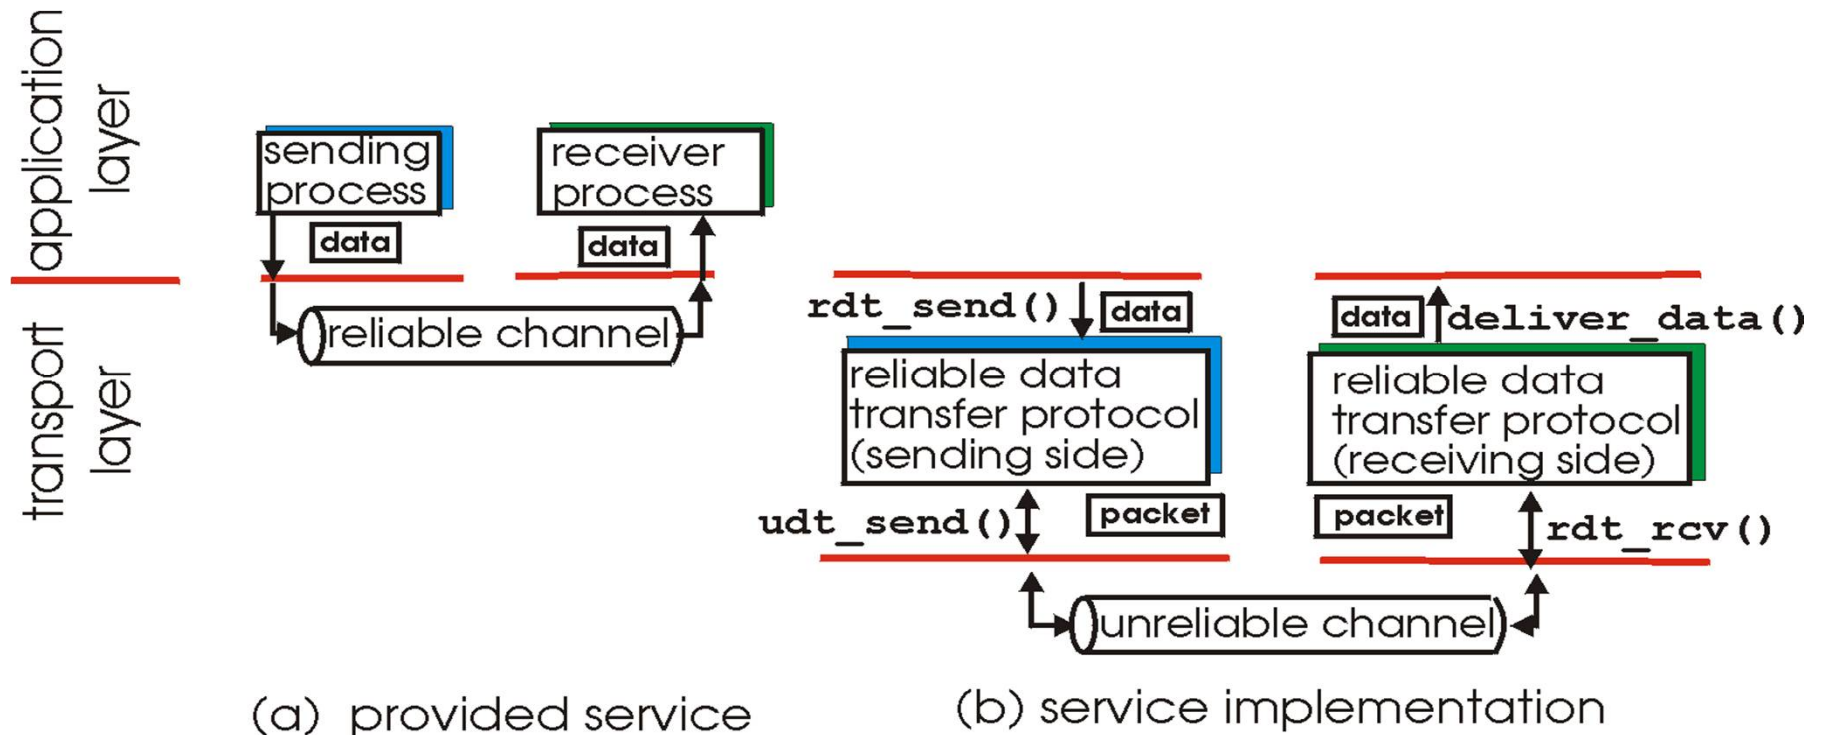 application
layer
transport
layer
sending
process
receiver
process
data
data
reliable channel
(a) provided service
rdt_send()
data
data
deliver_data()
reliable data
transfer protocol
(sending side)
reliable data
transfer protocol
(receiving side)
udt_send()
packet
packet
rdt_rcv()
unreliable channel
(b) service implementation